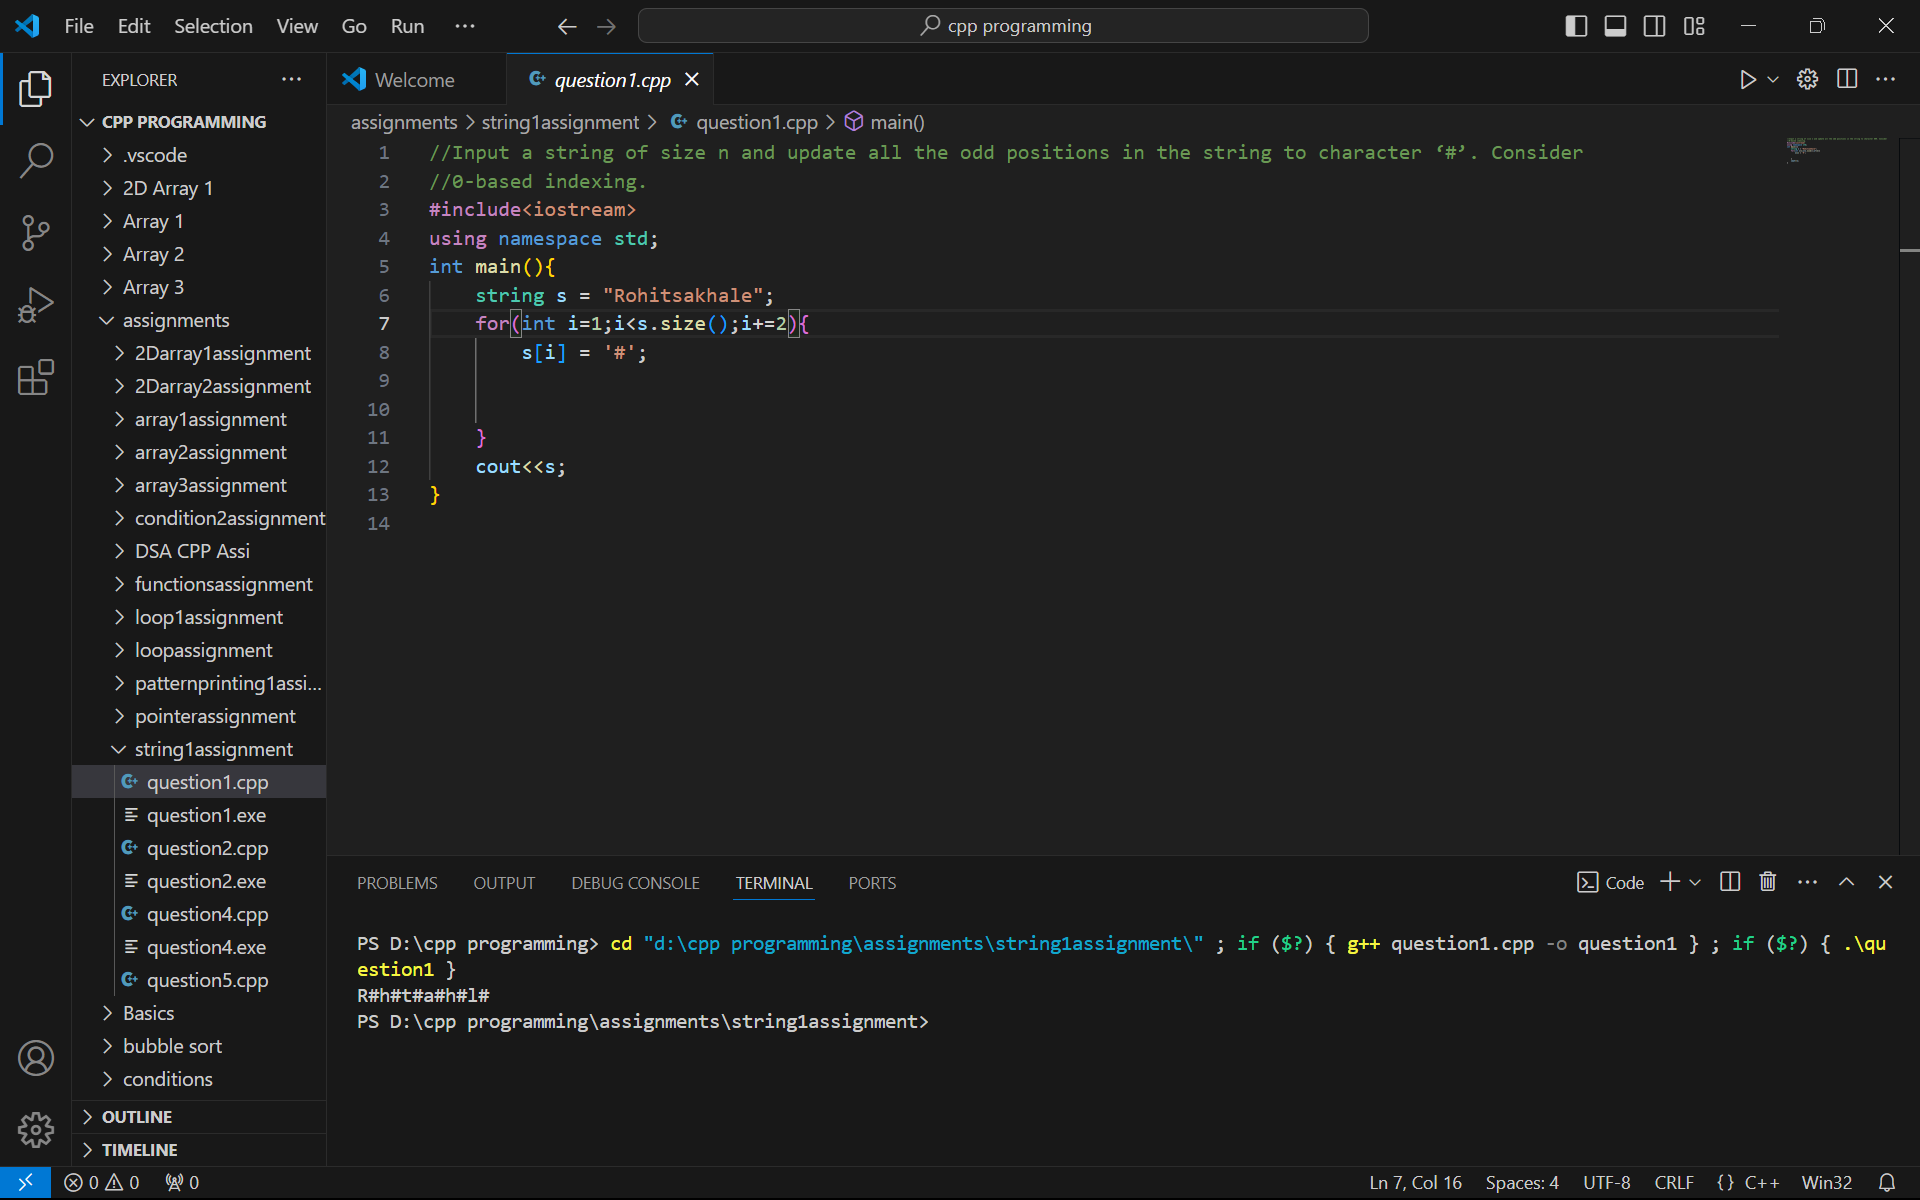 File Edit Selection View Go Run ··· cpp programming
EXPLORER ···
Welcome question1.cpp
CPP PROGRAMMING
assignments > string1assignment > question1.cpp > main()
.vscode
2D Array 1
Array 1
Array 2
Array 3
assignments
2Darray1assignment
2Darray2assignment
array1assignment
array2assignment
array3assignment
condition2assignment
DSA CPP Assi
functionsassignment
loop1assignment
loopassignment
patternprinting1assi...
pointerassignment
string1assignment
question1.cpp
question1.exe
question2.cpp
question2.exe
question4.cpp
question4.exe
question5.cpp
Basics
bubble sort
conditions
OUTLINE
TIMELINE
1 //Input a string of size n and update all the odd positions in the string to character ‘#’. Consider
2 //0-based indexing.
3 #include<iostream>
4 using namespace std;
5 int main(){
6 string s = "Rohitsakhale";
7 for(int i=1;i<s.size();i+=2){
8 s[i] = '#';
9
10
11 }
12 cout<<s;
13 }
14
PROBLEMS OUTPUT DEBUG CONSOLE TERMINAL PORTS Code
PS D:\cpp programming> cd "d:\cpp programming\assignments\string1assignment\" ; if ($?) { g++ question1.cpp -o question1 } ; if ($?) { .\qu
estion1 }
R#h#t#a#h#l#
PS D:\cpp programming\assignments\string1assignment>
0 0 0 Ln 7, Col 16 Spaces: 4 UTF-8 CRLF {} C++ Win32